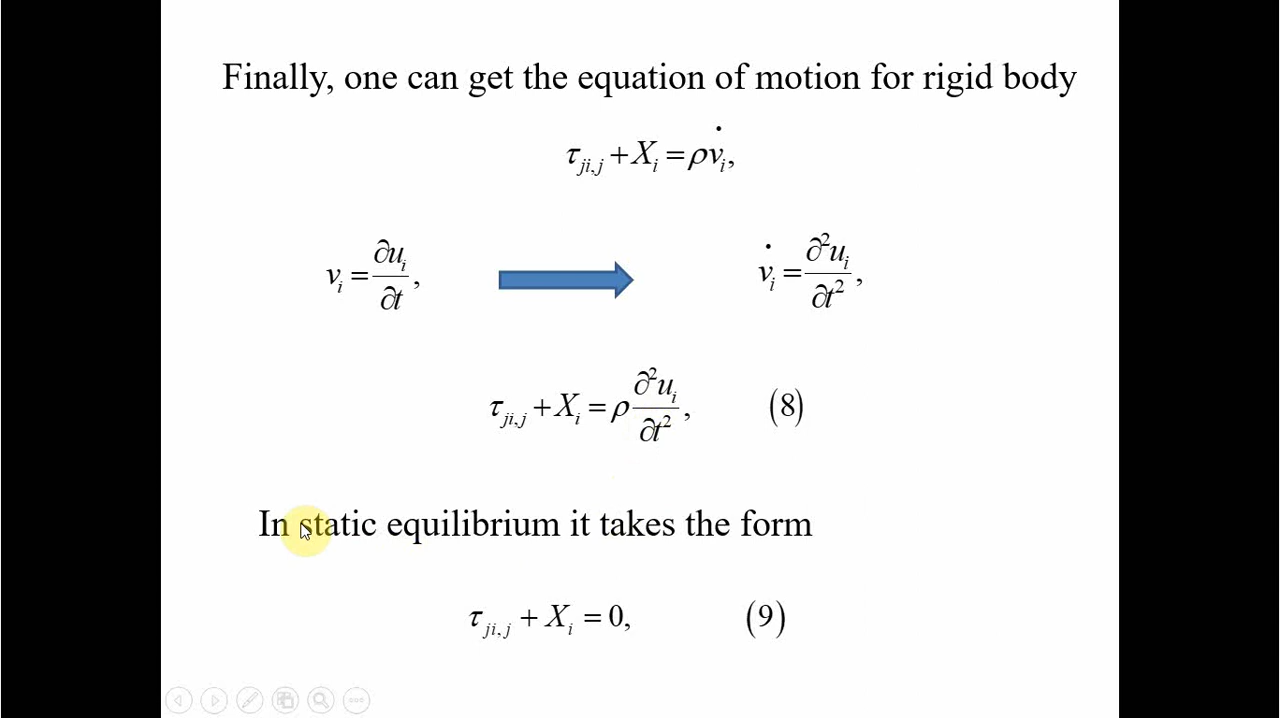 Finally, one can get the equation of motion for rigid body
τ_{ji,j} + X_i = ρv̇_i,
v_i = ∂u_i/∂t,    v̇_i = ∂²u_i/∂t²,
τ_{ji,j} + X_i = ρ ∂²u_i/∂t²,    (8)
In static equilibrium it takes the form
τ_{ji,j} + X_i = 0,    (9)